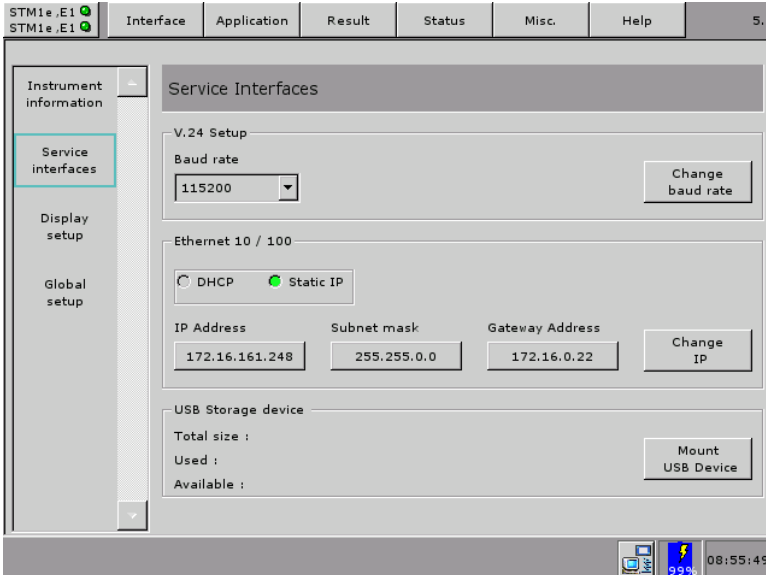 STM1e ,E1
STM1e ,E1
Interface
Application
Result
Status
Misc.
Help
5.
Instrument
information
Service
interfaces
Display
setup
Global
setup
Service Interfaces
V.24 Setup
Baud rate
115200
Change
baud rate
Ethernet 10 / 100
DHCP
Static IP
IP Address
Subnet mask
Gateway Address
172.16.161.248
255.255.0.0
172.16.0.22
Change
IP
USB Storage device
Total size :
Used :
Available :
Mount
USB Device
99%
08:55:49